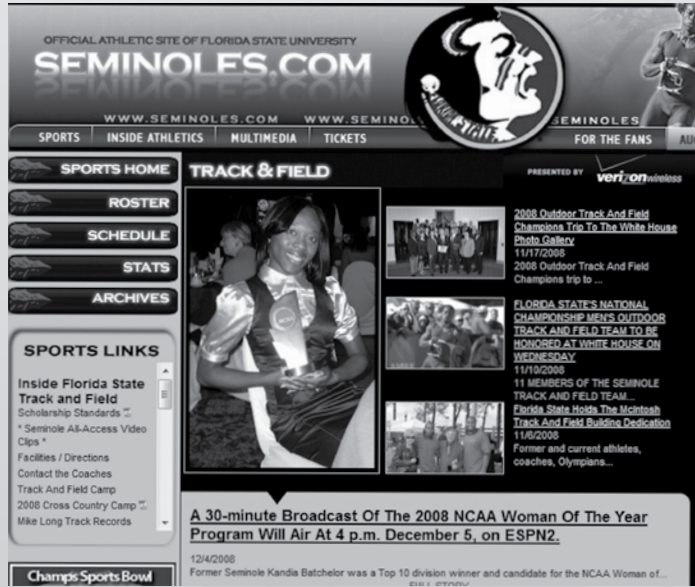 OFFICIAL ATHLETIC SITE OF FLORIDA STATE UNIVERSITY
SEMINOLES.COM
WWW.SEMINOLES.COM WWW.SEMINO
SEMINOLES
SPORTS INSIDE ATHLETICS MULTIMEDIA TICKETS FOR THE FANS
SPORTS HOME
ROSTER
SCHEDULE
STATS
ARCHIVES
SPORTS LINKS
Inside Florida State
Track and Field
Scholarship Standards
* Seminole All-Access Video
Clips *
Facilities / Directions
Contact the Coaches
Track And Field Camp
2008 Cross Country Camp
Mike Long Track Records
Champs Sports Bowl
TRACK & FIELD
PRESENTED BY verizonwireless
2008 Outdoor Track And Field
Champions Trip To The White House
Photo Gallery
11/17/2008
2008 Outdoor Track And Field
Champions trip to ...
FLORIDA STATE'S NATIONAL
CHAMPIONSHIP MEN'S OUTDOOR
TRACK AND FIELD TEAM TO BE
HONORED AT WHITE HOUSE ON
WEDNESDAY
11/10/2008
11 MEMBERS OF THE SEMINOLE
TRACK AND FIELD TEAM...
Florida State Holds The McIntosh
Track And Field Building Dedication
11/6/2008
Former and current athletes,
coaches, Olympians...
A 30-minute Broadcast Of The 2008 NCAA Woman Of The Year
Program Will Air At 4 p.m. December 5, on ESPN2.
12/4/2008
Former Seminole Kandia Batchelor was a Top 10 division winner and candidate for the NCAA Woman of...
FULL STORY